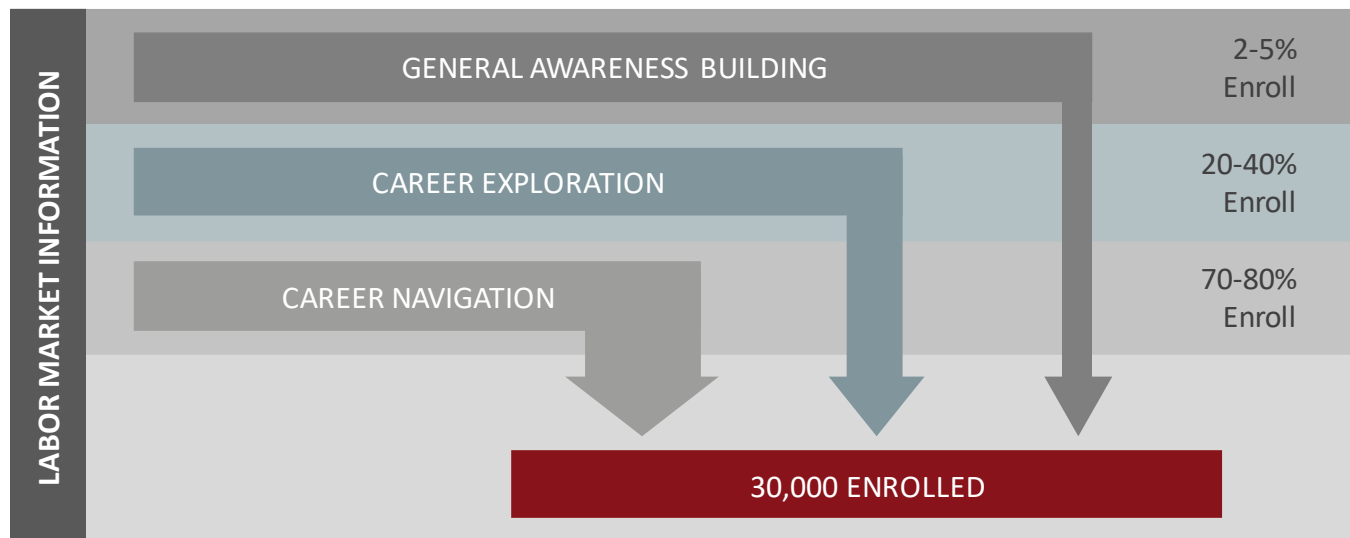 LABOR MARKET INFORMATION
GENERAL AWARENESS BUILDING
2-5%
Enroll
CAREER EXPLORATION
20-40%
Enroll
CAREER NAVIGATION
70-80%
Enroll
30,000 ENROLLED